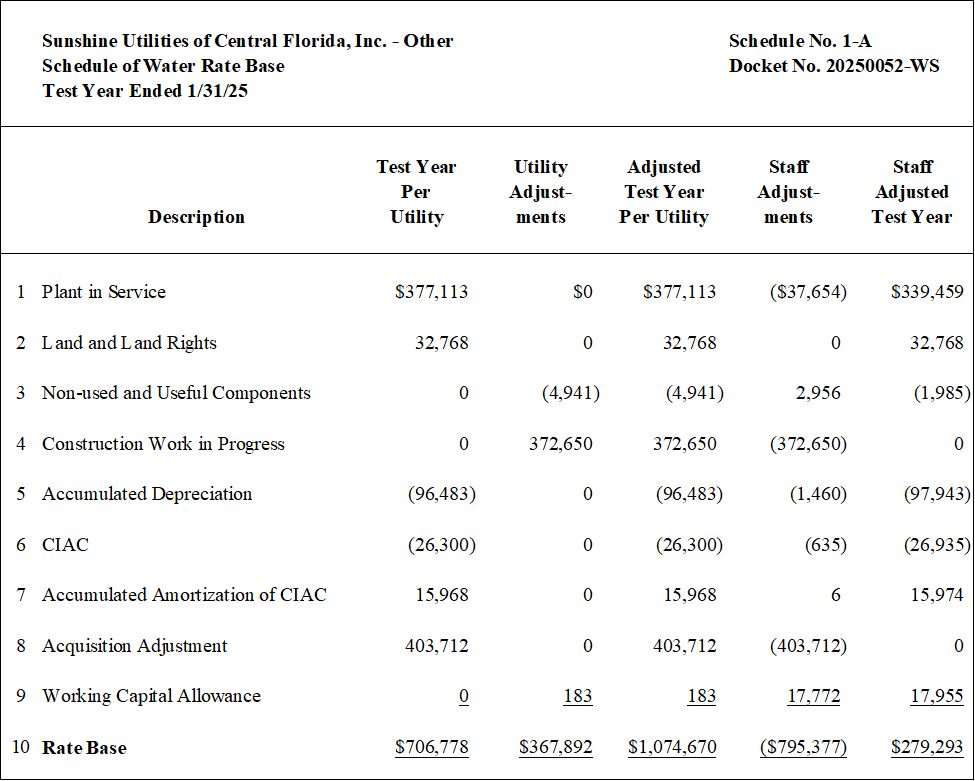 Sunshine Utilities of Central Florida, Inc. - Other Schedule No. 1-A
Schedule of Water Rate Base Docket No. 20250052-WS
Test Year Ended 1/31/25
Test Year Utility Adjusted Staff Staff
Per Adjust- Test Year Adjust- Adjusted
Description Utility ments Per Utility ments Test Year
1 Plant in Service $377,113 $0 $377,113 ($37,654) $339,459
2 Land and Land Rights 32,768 0 32,768 0 32,768
3 Non-used and Useful Components 0 (4,941) (4,941) 2,956 (1,985)
4 Construction Work in Progress 0 372,650 372,650 (372,650) 0
5 Accumulated Depreciation (96,483) 0 (96,483) (1,460) (97,943)
6 CIAC (26,300) 0 (26,300) (635) (26,935)
7 Accumulated Amortization of CIAC 15,968 0 15,968 6 15,974
8 Acquisition Adjustment 403,712 0 403,712 (403,712) 0
9 Working Capital Allowance 0 183 183 17,772 17,955
10 Rate Base $706,778 $367,892 $1,074,670 ($795,377) $279,293